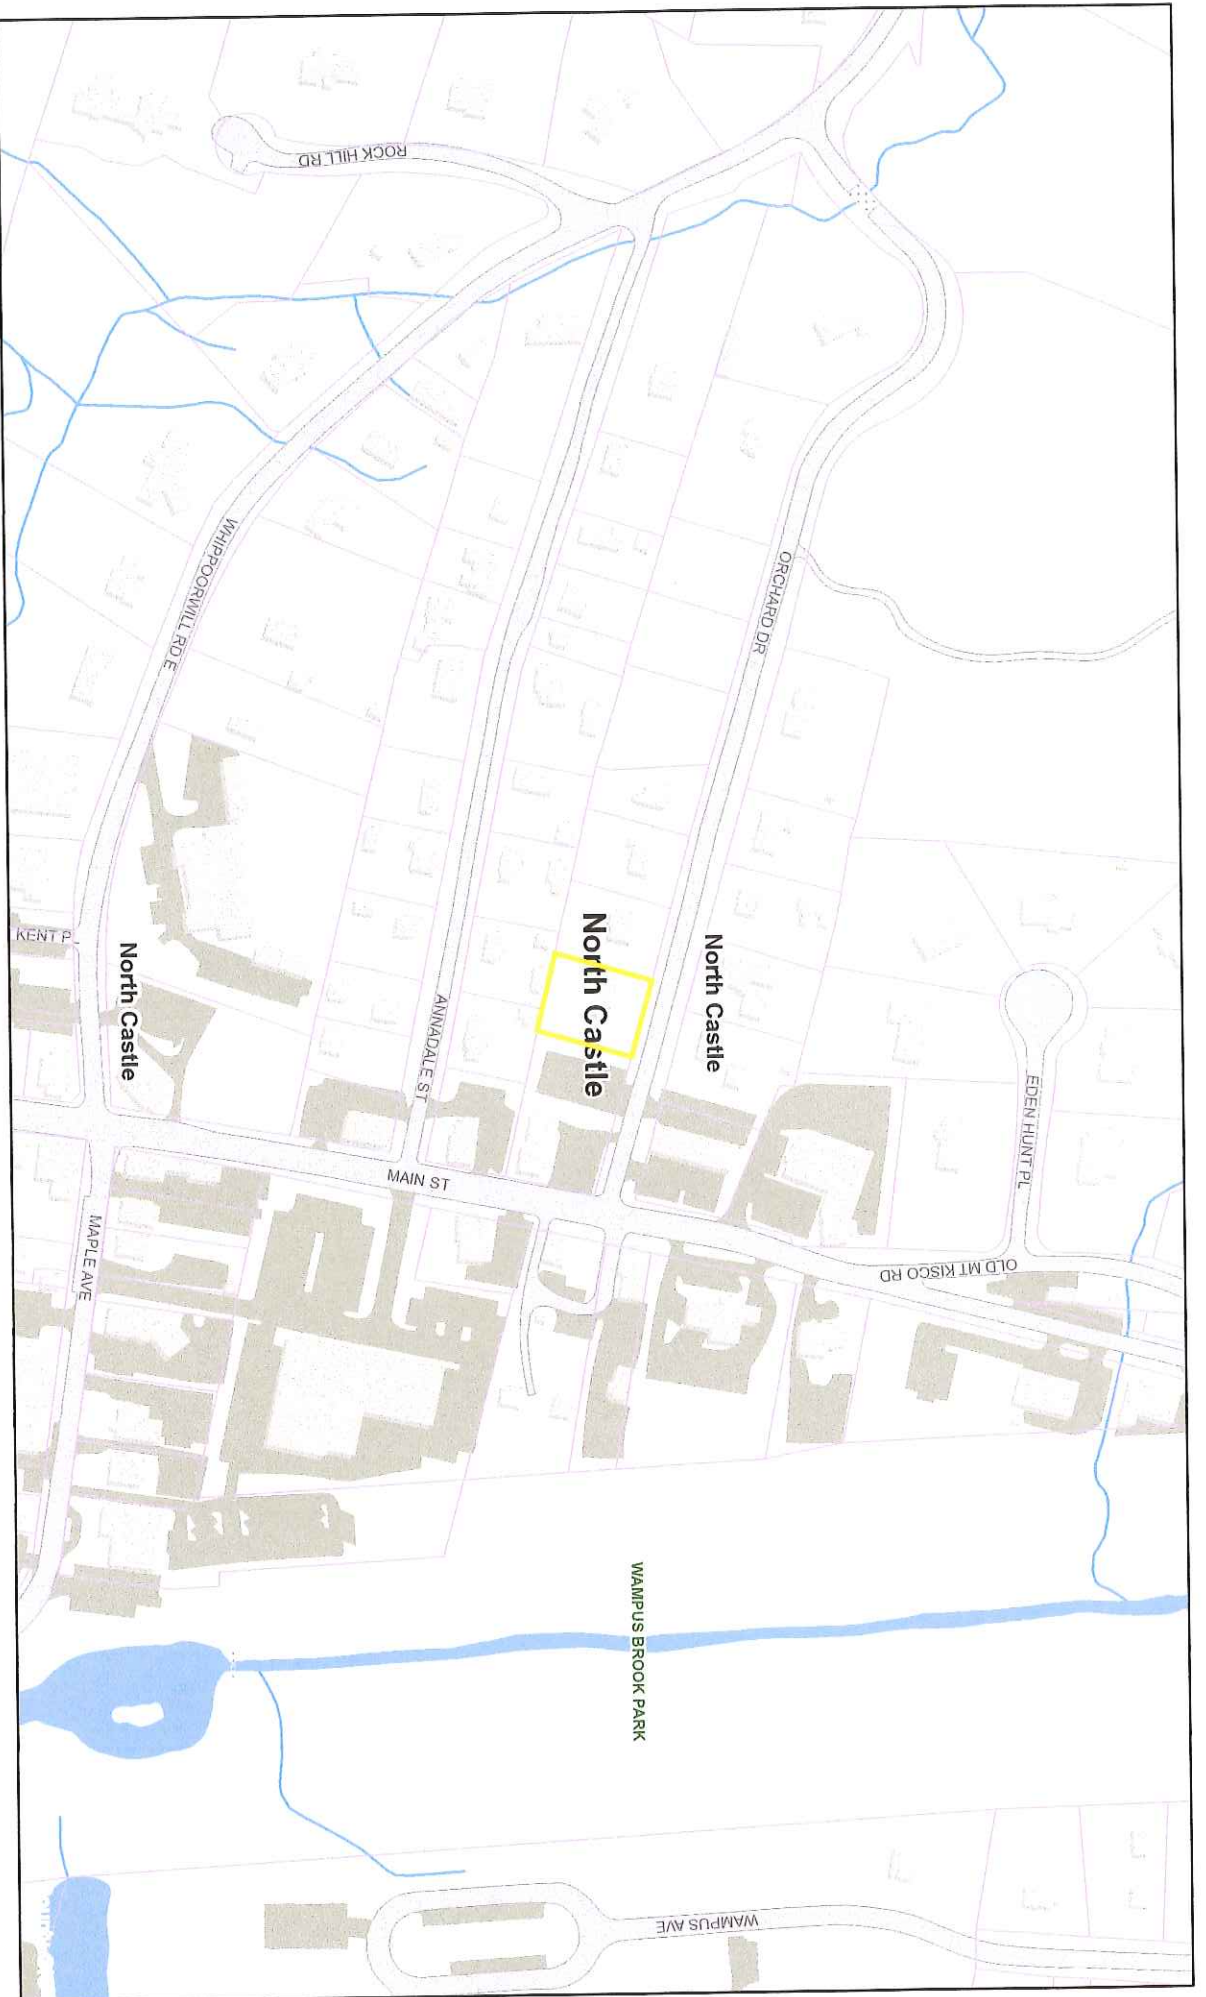 ROCK HILL RD
WHIPPOORWILL RD E
ORCHARD DR
North Castle
North Castle
North Castle
KENT P
ANNADALE ST
EDEN HUNT PL
MAIN ST
MAPLE AVE
OLD MT KISCO RD
WAMPUS BROOK PARK
WAMPUS AVE